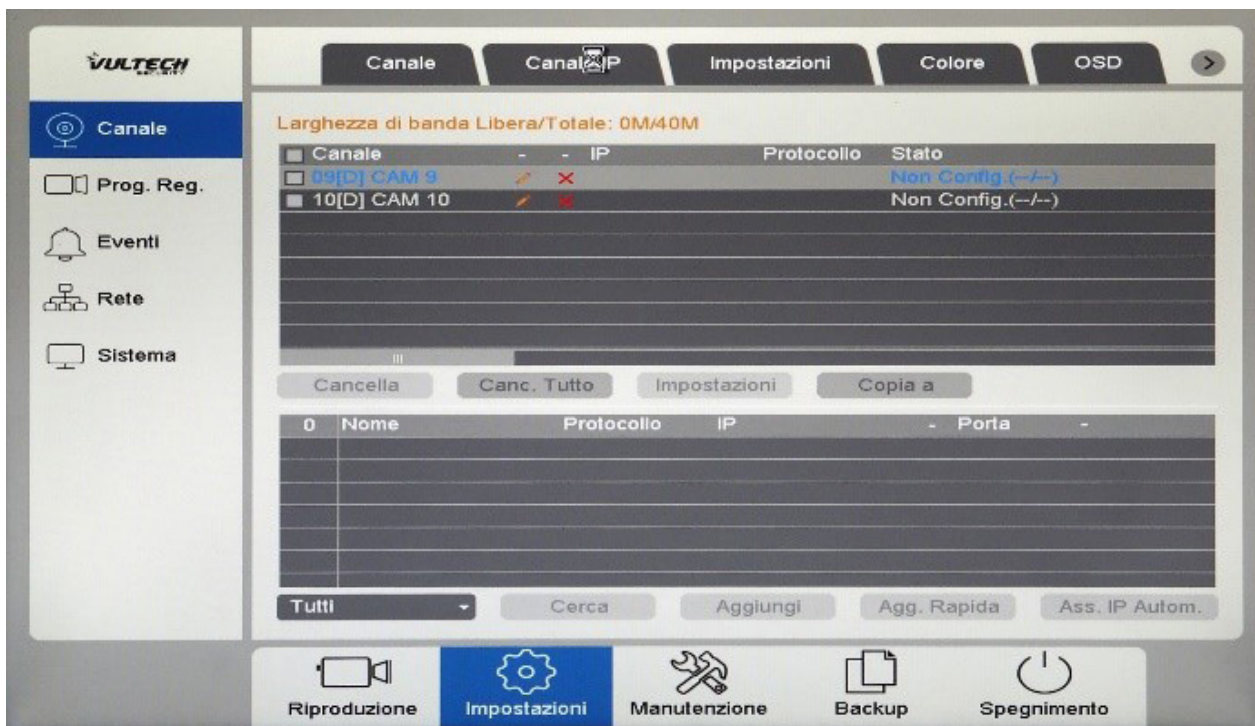 VULTECH
SECURITY
Canale
Canale IP
Impostazioni
Colore
OSD
>
Canale
Prog. Reg.
Eventi
Rete
Sistema
Larghezza di banda Libera/Totale: 0M/40M
Canale - - IP Protocollo Stato
09[D] CAM 9 Non Config.(--/--)
10[D] CAM 10 Non Config.(--/--)
Cancella Canc. Tutto Impostazioni Copia a
0 Nome Protocollo IP - Porta -
Tutti Cerca Aggiungi Agg. Rapida Ass. IP Autom.
Riproduzione Impostazioni Manutenzione Backup Spegnimento